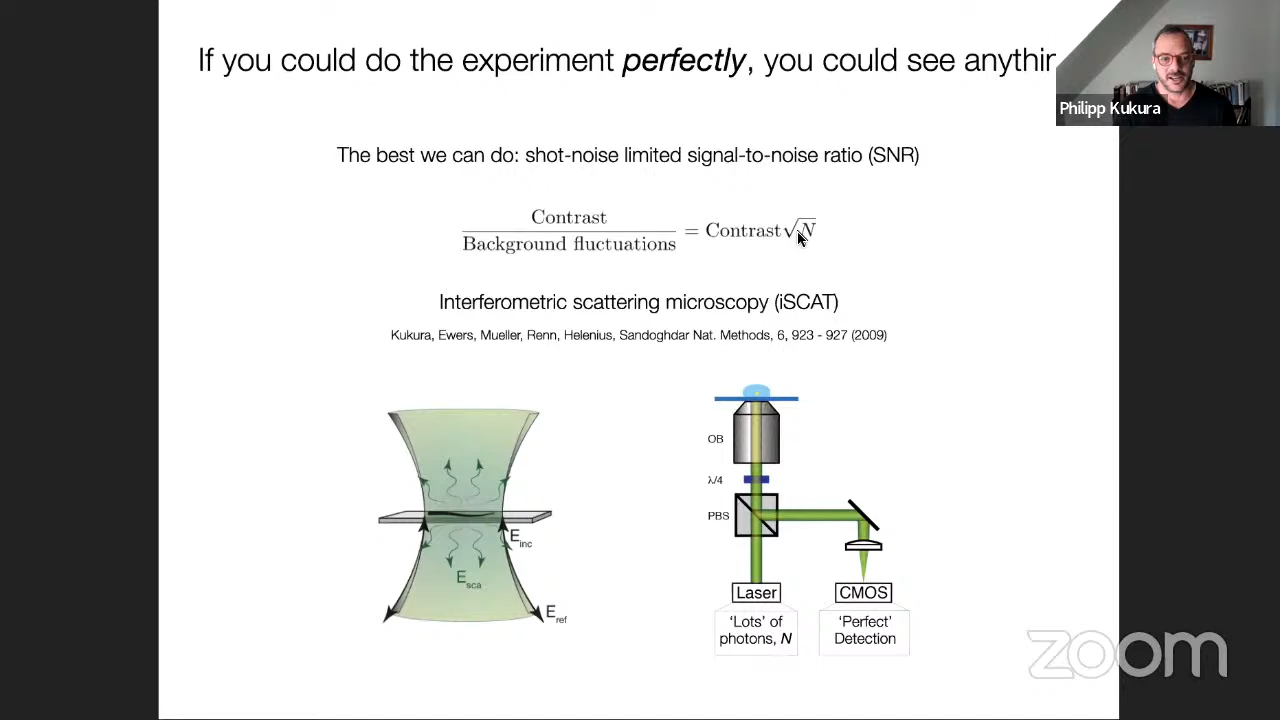 If you could do the experiment perfectly, you could see anythin
Philipp Kukura
The best we can do: shot-noise limited signal-to-noise ratio (SNR)
Contrast
Background fluctuations
= Contrast√N
Interferometric scattering microscopy (iSCAT)
Kukura, Ewers, Mueller, Renn, Helenius, Sandoghdar Nat. Methods, 6, 923 - 927 (2009)
E inc
E sca
E ref
OB
λ/4
PBS
Laser
CMOS
'Lots' of
photons, N
'Perfect'
Detection
zoom